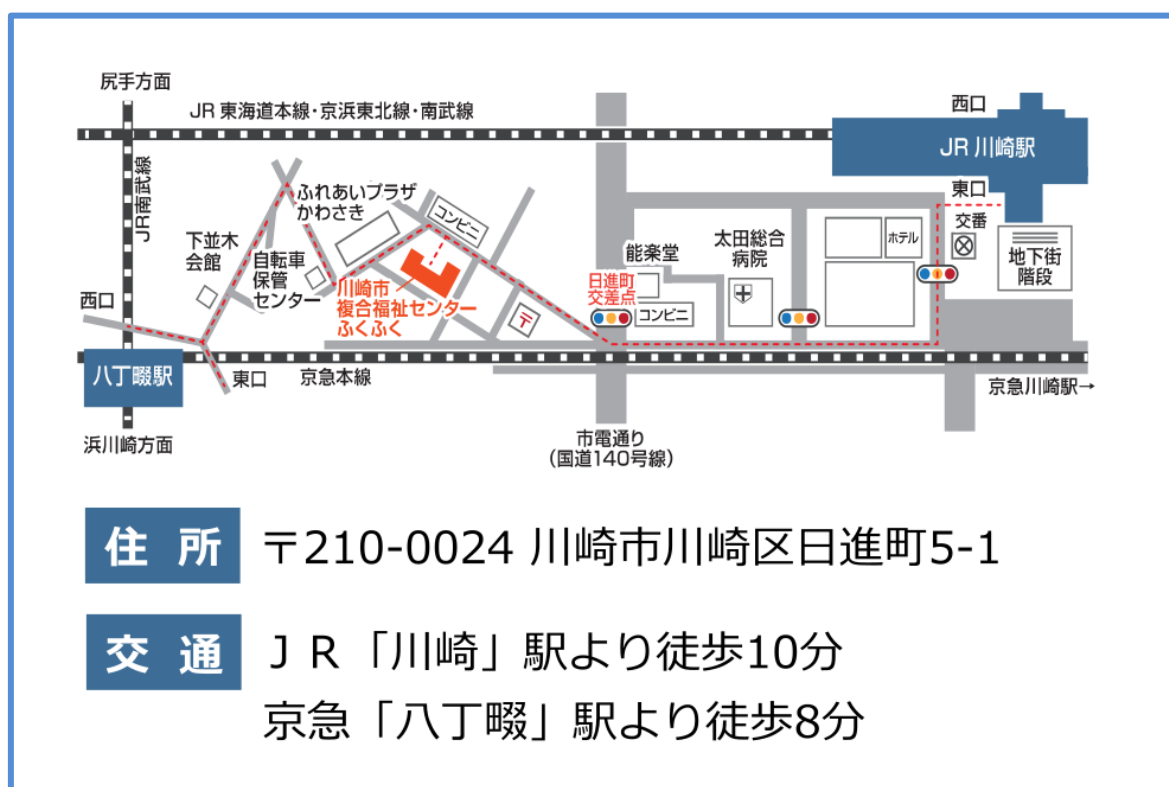 尻手方面
JR 東海道本線・京浜東北線・南武線
西口
JR 川崎駅
東口
交番
地下街
階段
JR南武線
ふれあいプラザ
かわさき
コンビニ
下並木
会館
自転車
保管
センター
川崎市
複合福祉センター
ふくふく
〒
日進町
交差点
能楽堂
コンビニ
太田総合
病院
ホテル
西口
八丁畷駅
東口
京急本線
京急川崎駅→
浜川崎方面
市電通り
(国道140号線)
住 所
〒210-0024 川崎市川崎区日進町5-1
交 通
ＪＲ「川崎」駅より徒歩10分
京急「八丁畷」駅より徒歩8分